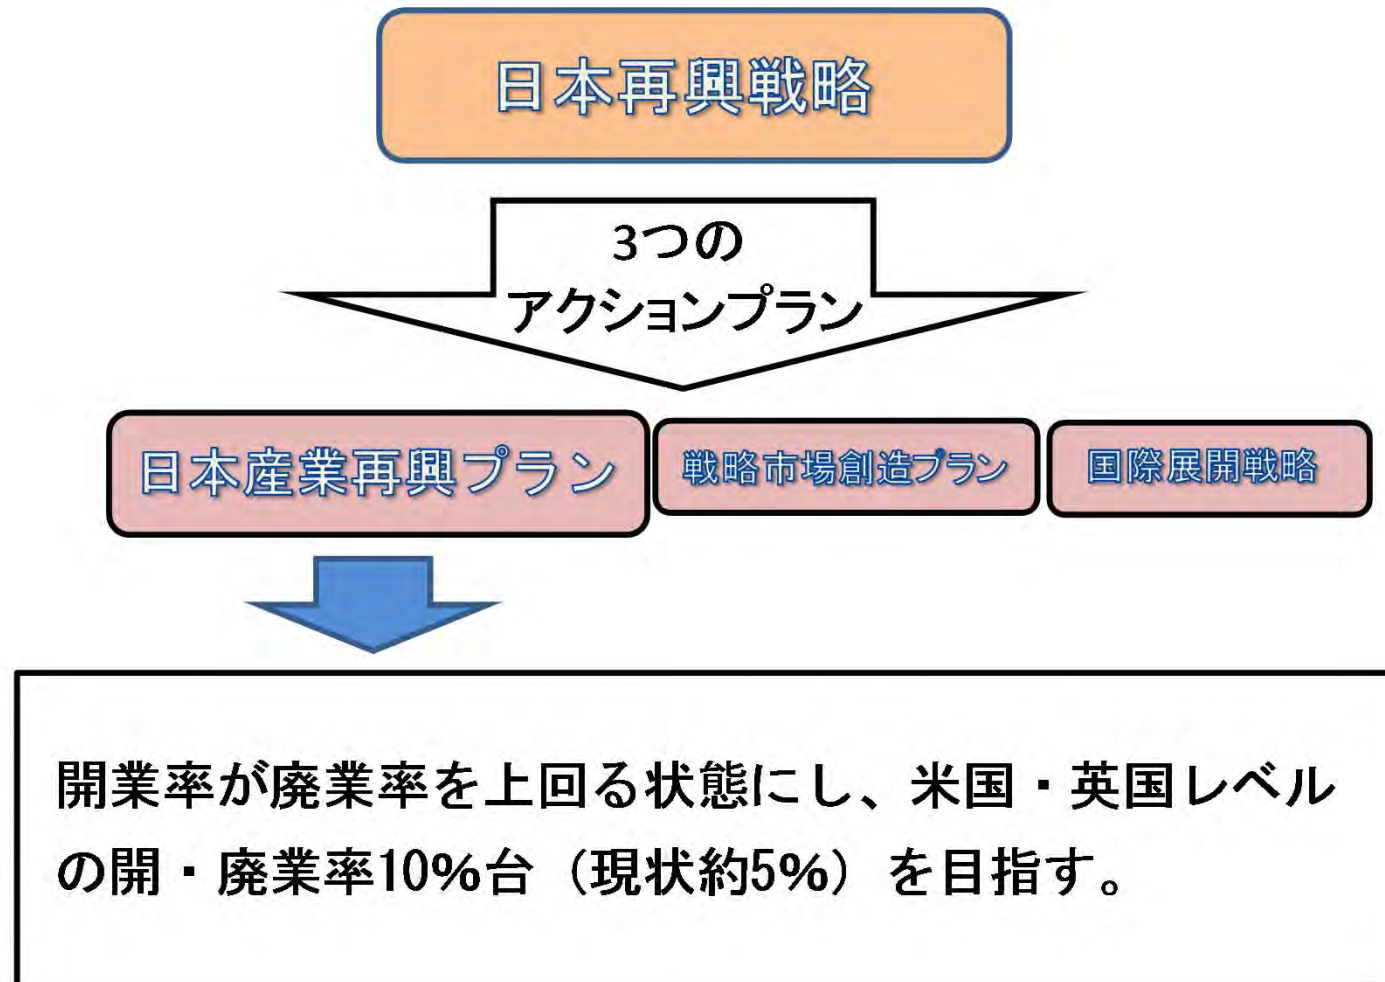 日本再興戦略
3つの
アクションプラン
日本産業再興プラン
戦略市場創造プラン
国際展開戦略
開業率が廃業率を上回る状態にし、米国・英国レベル
の開・廃業率10%台（現状約5%）を目指す。